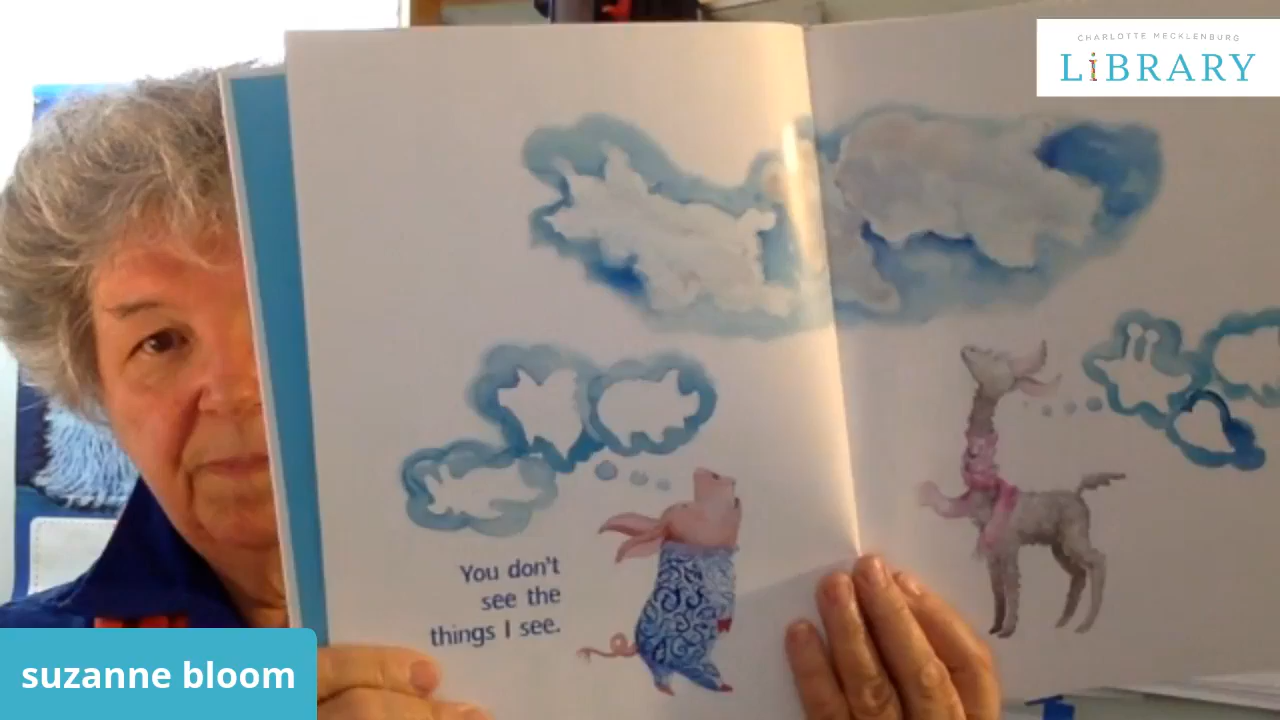 CHARLOTTE MECKLENBURG
LiBRARY
You don't
see the
things I see.
suzanne bloom